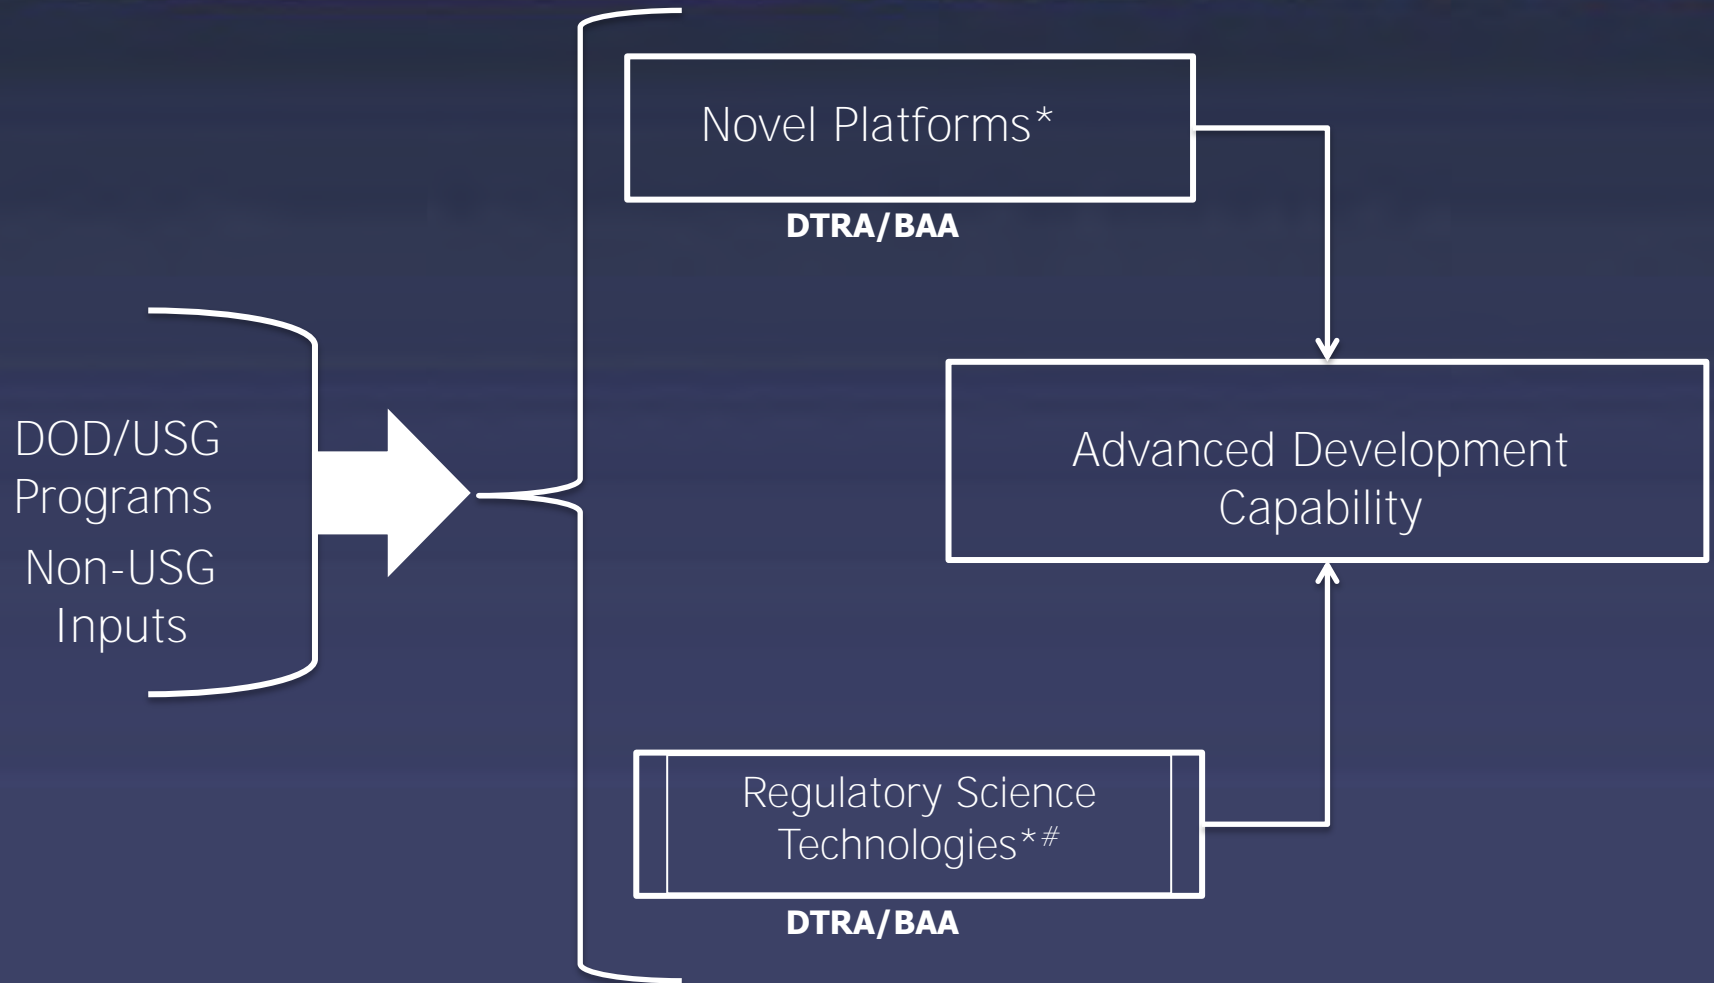 DOD/USG
Programs
Non-USG
Inputs
Novel Platforms*
DTRA/BAA
Advanced Development
Capability
Regulatory Science
Technologies*#
DTRA/BAA